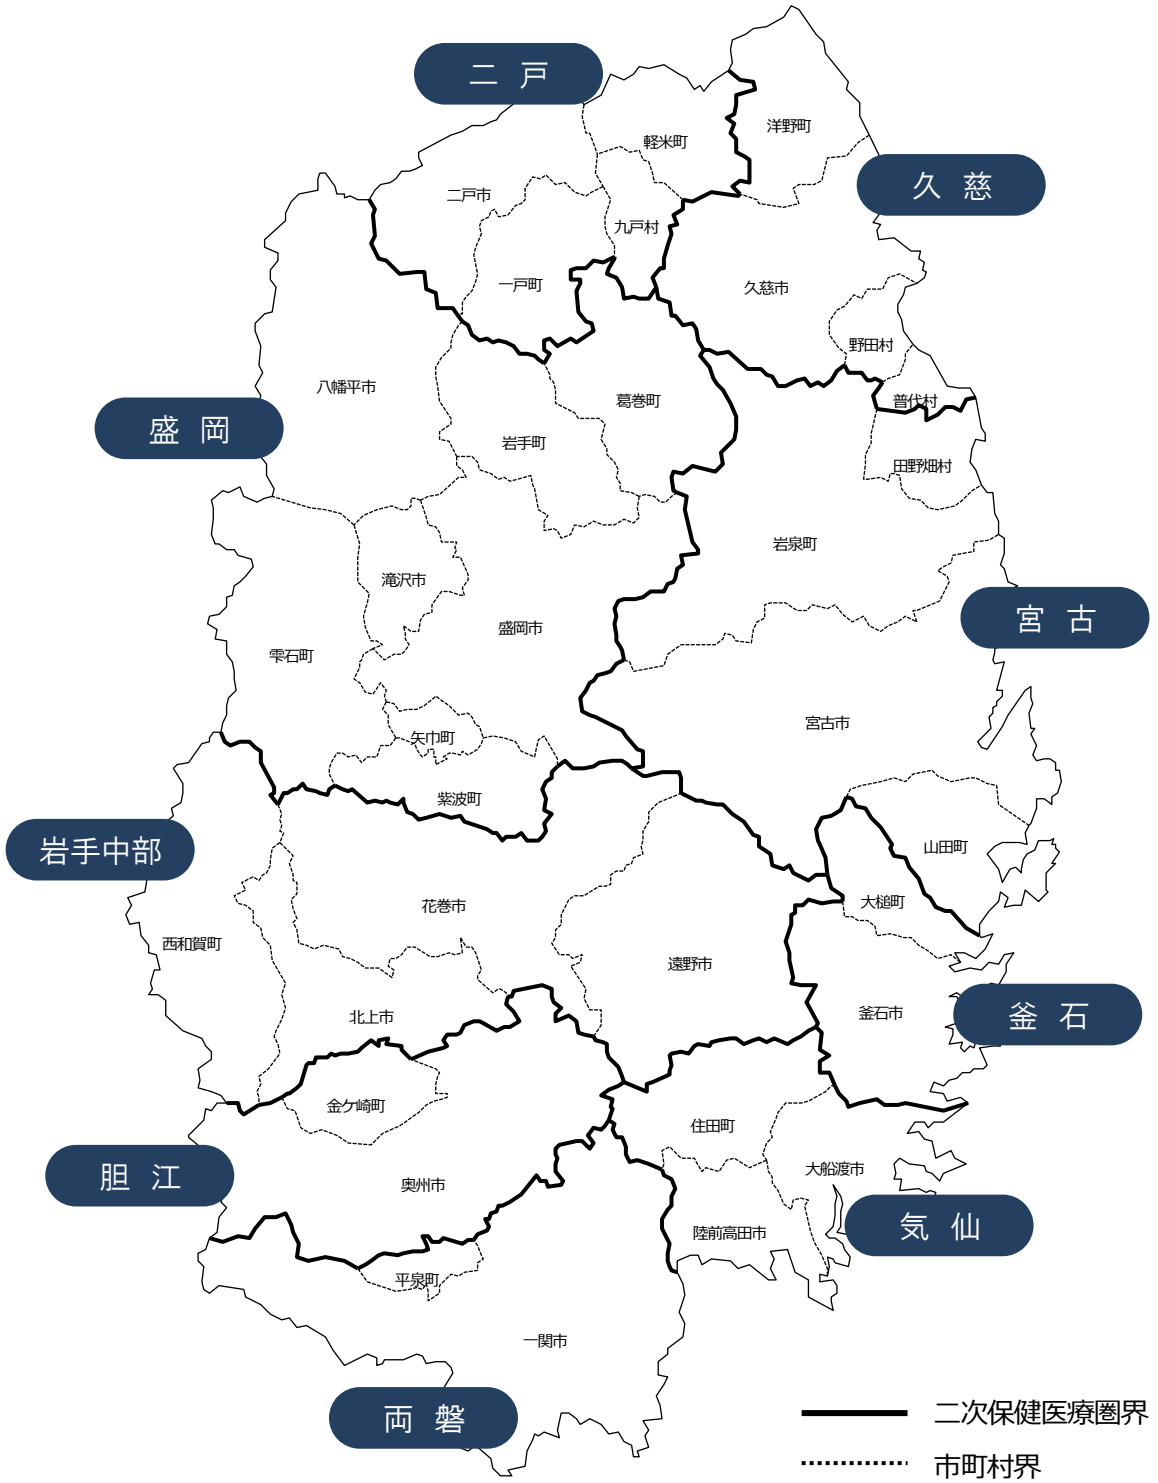 二戸
洋野町
軽米町
久慈
二戸市
九戸村
一戸町
久慈市
野田村
八幡平市
葛巻町
普代村
盛岡
岩手町
田野畑村
岩泉町
滝沢市
宮古
盛岡市
雫石町
宮古市
矢巾町
紫波町
岩手中部
山田町
花巻市
大槌町
西和賀町
遠野市
釜石市
釜石
北上市
金ケ崎町
住田町
胆江
大船渡市
奥州市
気仙
陸前高田市
平泉町
一関市
両磐
二次保健医療圏界
市町村界